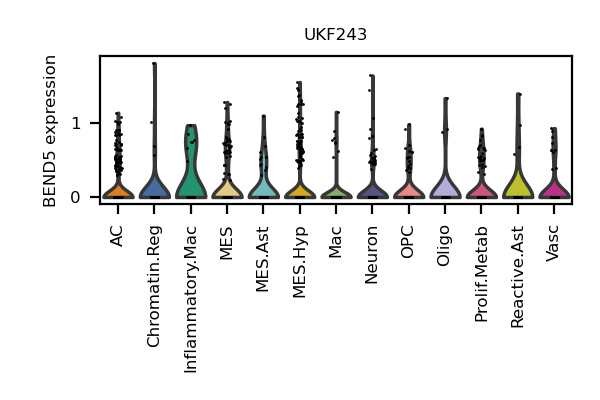 UKF243
BEND5 expression
1
0
AC
Chromatin.Reg
Inflammatory.Mac
MES
MES.Ast
MES.Hyp
Mac
Neuron
OPC
Oligo
Prolif.Metab
Reactive.Ast
Vasc